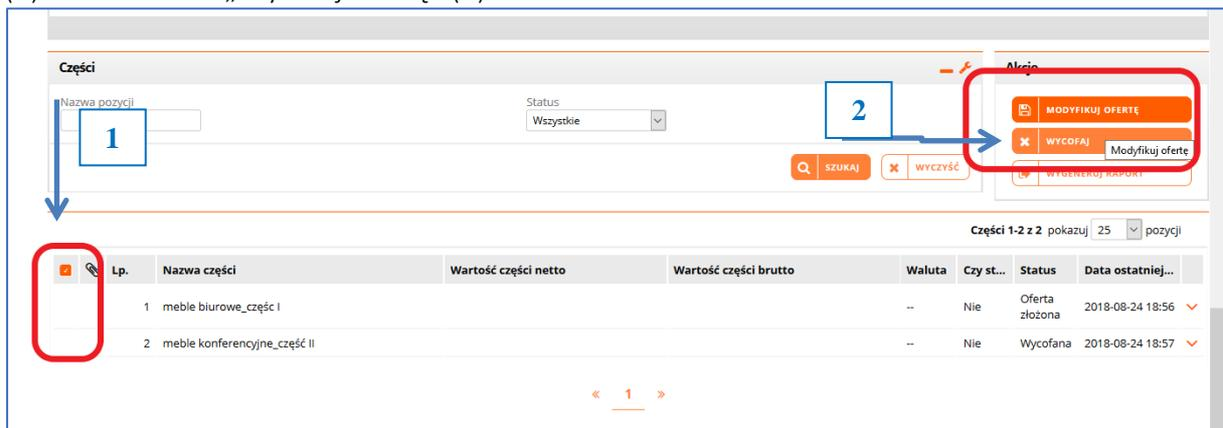 Części
Akcje
Nazwa pozycji
Status
Wszystkie
1
2
MODYFIKUJ OFERTĘ
WYCOFAJ
Modyfikuj ofertę
SZUKAJ
WYCZYŚĆ
WYGENERUJ RAPORT
Części 1-2 z 2 pokazuj 25 pozycji
Lp. Nazwa części Wartość części netto Wartość części brutto Waluta Czy st... Status Data ostatniej...
1 meble biurowe_częśc I -- Nie Oferta złożona 2018-08-24 18:56
2 meble konferencyjne_część II -- Nie Wycofana 2018-08-24 18:57
« 1 »